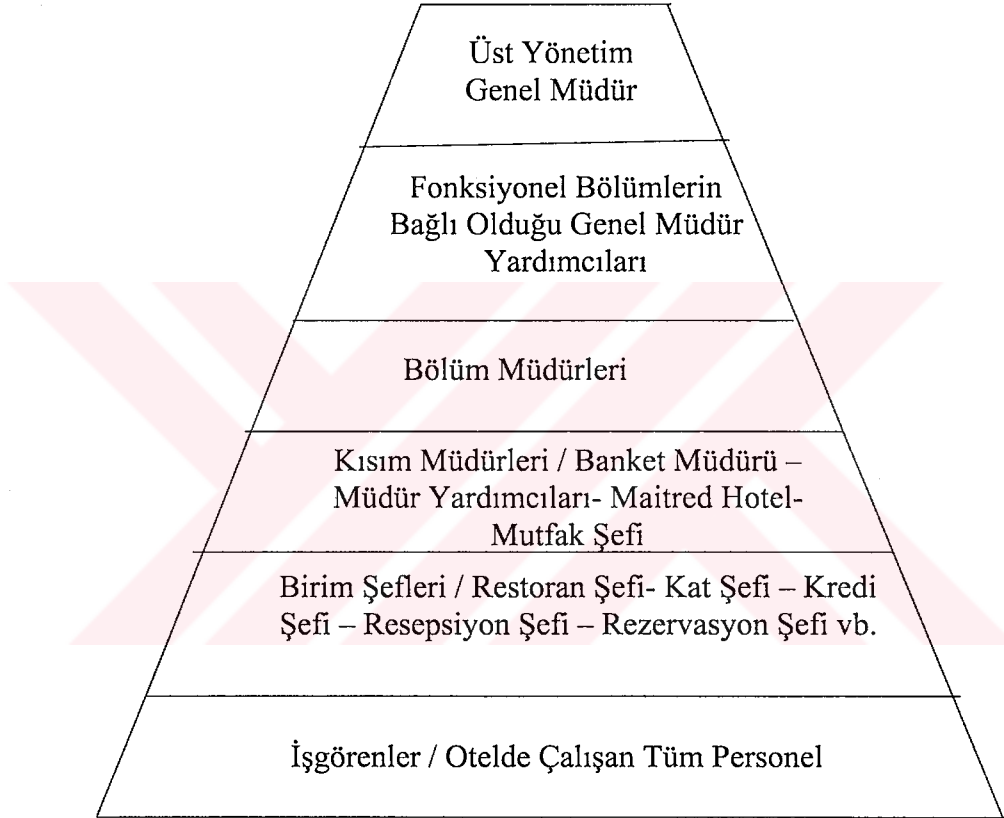 Üst Yönetim
Genel Müdür
Fonksiyonel Bölümlerin
Bağlı Olduğu Genel Müdür
Yardımcıları
Bölüm Müdürleri
Kısım Müdürleri / Banket Müdürü –
Müdür Yardımcıları- Maitred Hotel-
Mutfak Şefi
Birim Şefleri / Restoran Şefi- Kat Şefi – Kredi
Şefi – Resepsiyon Şefi – Rezervasyon Şefi vb.
İşgörenler / Otelde Çalışan Tüm Personel